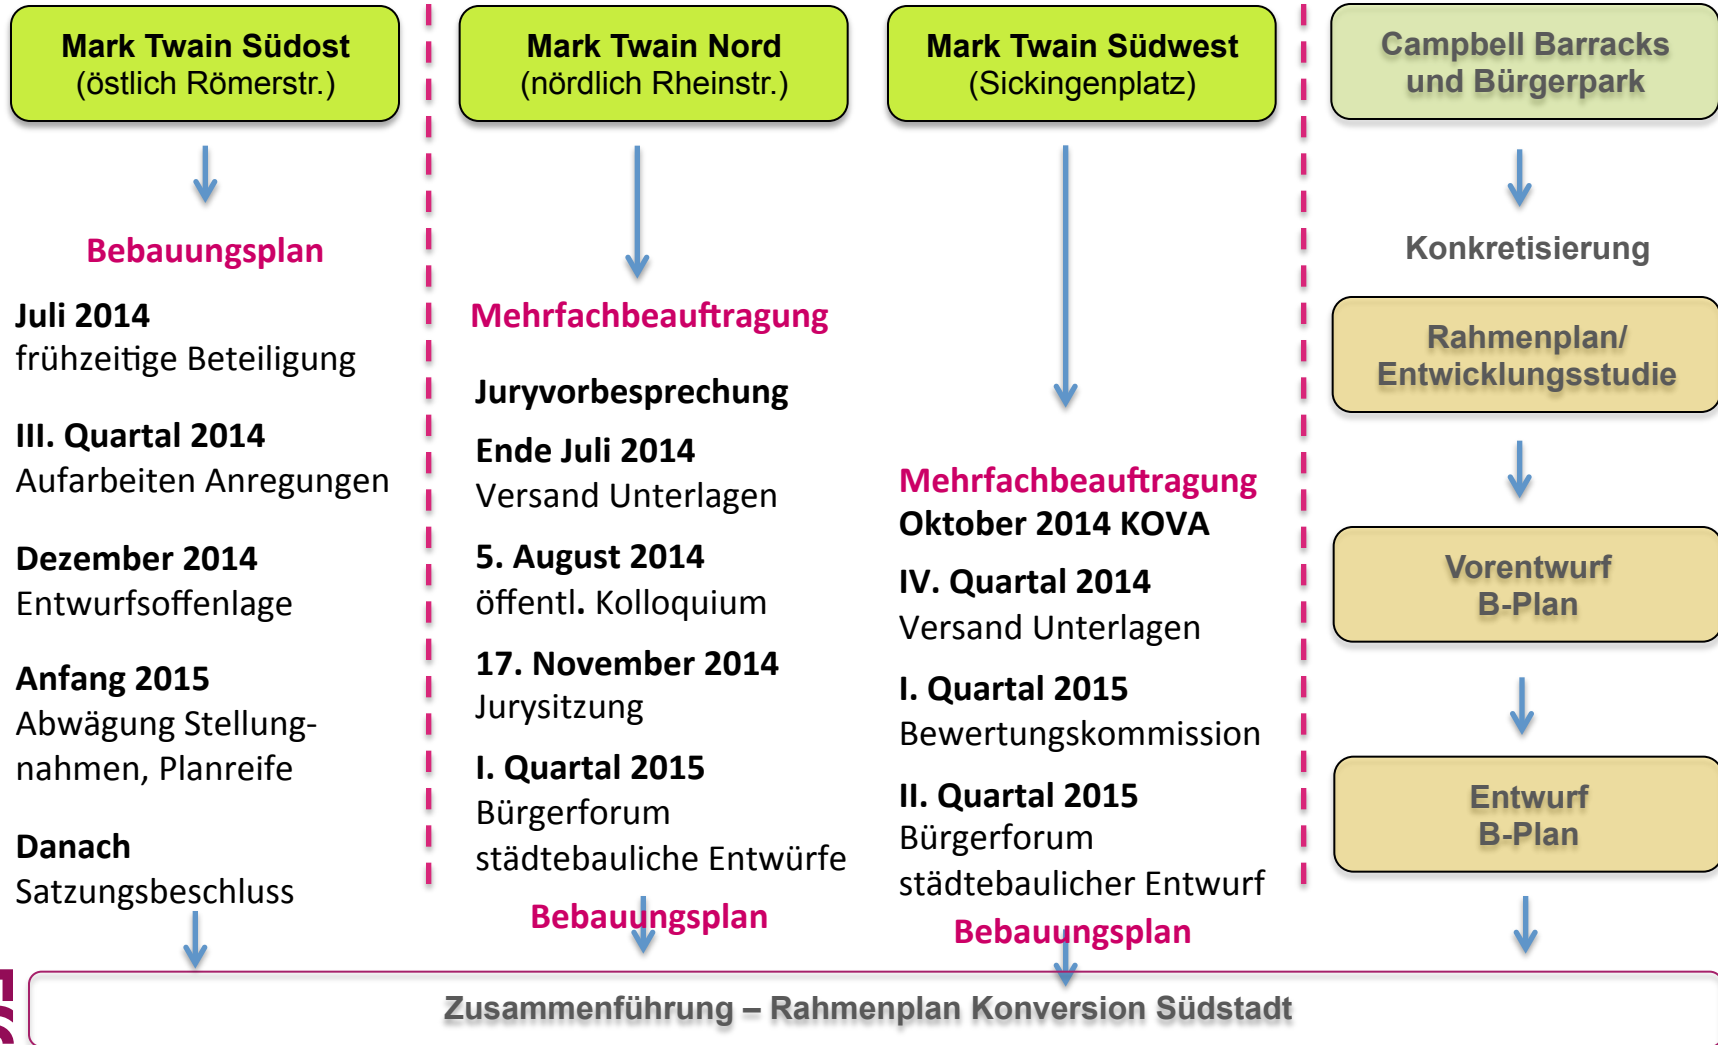 Mark Twain Südost
(östlich Römerstr.)
Bebauungsplan
Juli 2014
frühzeitige Beteiligung
III. Quartal 2014
Aufarbeiten Anregungen
Dezember 2014
Entwurfsoffenlage
Anfang 2015
Abwägung Stellung-
nahmen, Planreife
Danach
Satzungsbeschluss
Mark Twain Nord
(nördlich Rheinstr.)
Mehrfachbeauftragung
Juryvorbesprechung
Ende Juli 2014
Versand Unterlagen
5. August 2014
öffentl. Kolloquium
17. November 2014
Jurysitzung
I. Quartal 2015
Bürgerforum
städtebauliche Entwürfe
Bebauungsplan
Mark Twain Südwest
(Sickingenplatz)
Mehrfachbeauftragung
Oktober 2014 KOVA
IV. Quartal 2014
Versand Unterlagen
I. Quartal 2015
Bewertungskommission
II. Quartal 2015
Bürgerforum
städtebaulicher Entwurf
Bebauungsplan
Campbell Barracks
und Bürgerpark
Konkretisierung
Rahmenplan/
Entwicklungsstudie
Vorentwurf
B-Plan
Entwurf
B-Plan
Zusammenführung – Rahmenplan Konversion Südstadt